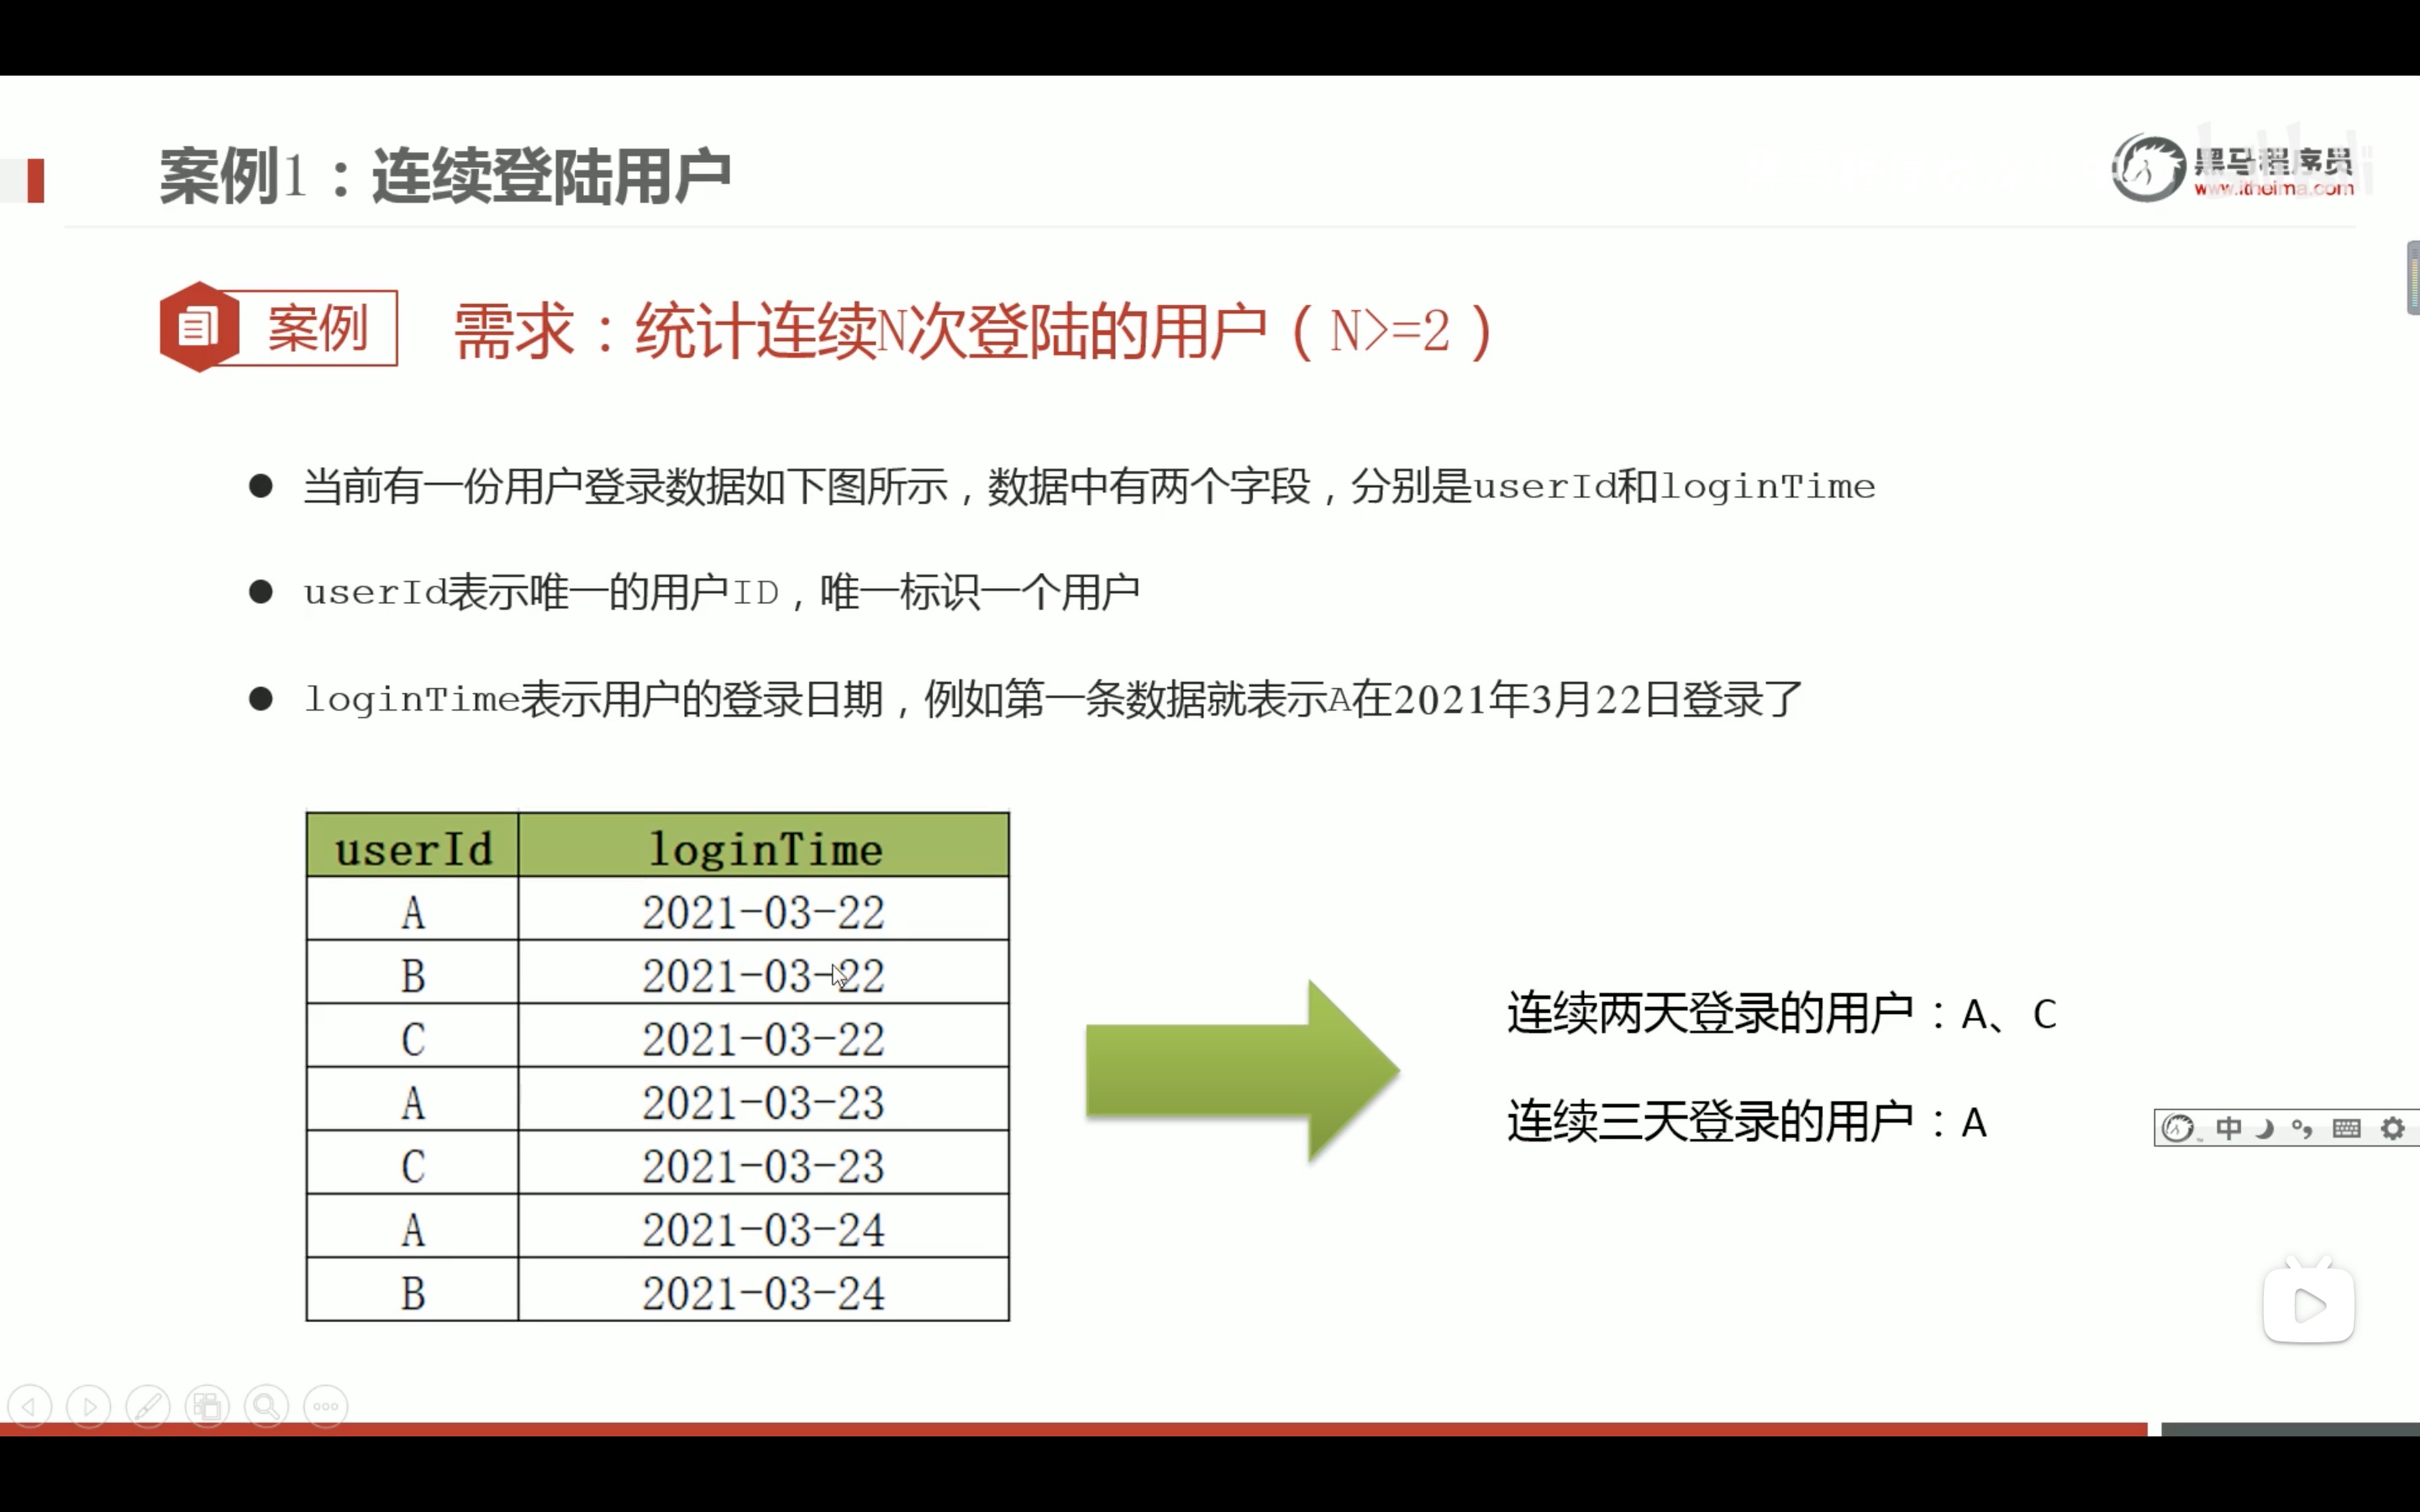 案例1：连续登陆用户
黑马程序员
www.itheima.com
案例
需求：统计连续N次登陆的用户（N>=2）
当前有一份用户登录数据如下图所示，数据中有两个字段，分别是userId和loginTime
userId表示唯一的用户ID，唯一标识一个用户
loginTime表示用户的登录日期，例如第一条数据就表示A在2021年3月22日登录了
userId loginTime
A 2021-03-22
B 2021-03-22
C 2021-03-22
A 2021-03-23
C 2021-03-23
A 2021-03-24
B 2021-03-24
连续两天登录的用户：A、C
连续三天登录的用户：A
中